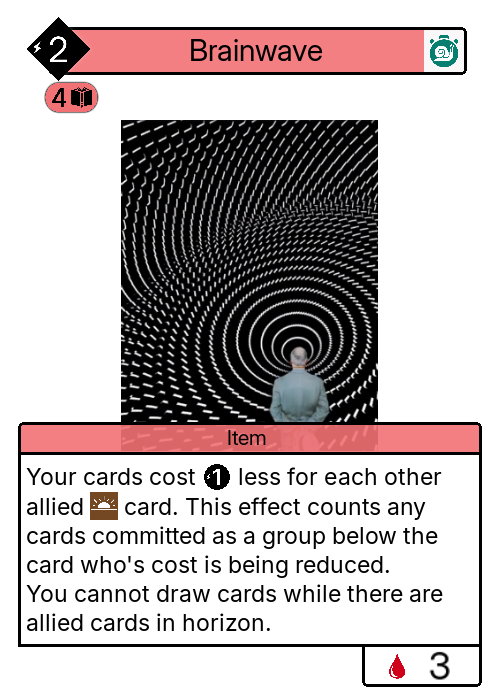 2
Brainwave
4
Item
Your cards cost 1 less for each other
allied card. This effect counts any
cards committed as a group below the
card who's cost is being reduced.
You cannot draw cards while there are
allied cards in horizon.
3